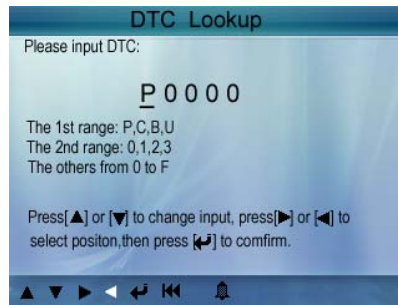 DTC Lookup
Please input DTC:
P0000
The 1st range: P,C,B,U
The 2nd range: 0,1,2,3
The others from 0 to F
Press[▲] or [▼] to change input, press[▶] or [◀] to
select positon,then press [↵] to comfirm.